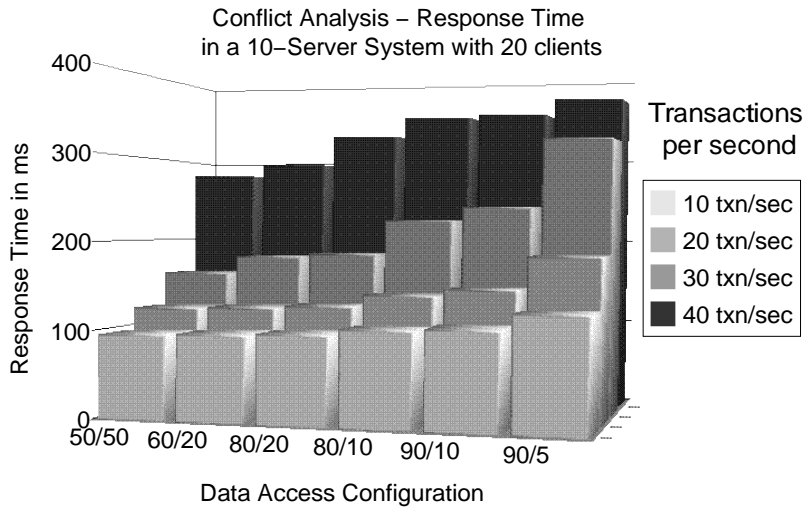 Conflict Analysis – Response Time
in a 10–Server System with 20 clients
400
300
200
100
0
Response Time in ms
50/50
60/20
80/20
80/10
90/10
90/5
Data Access Configuration
Transactions
per second
10 txn/sec
20 txn/sec
30 txn/sec
40 txn/sec